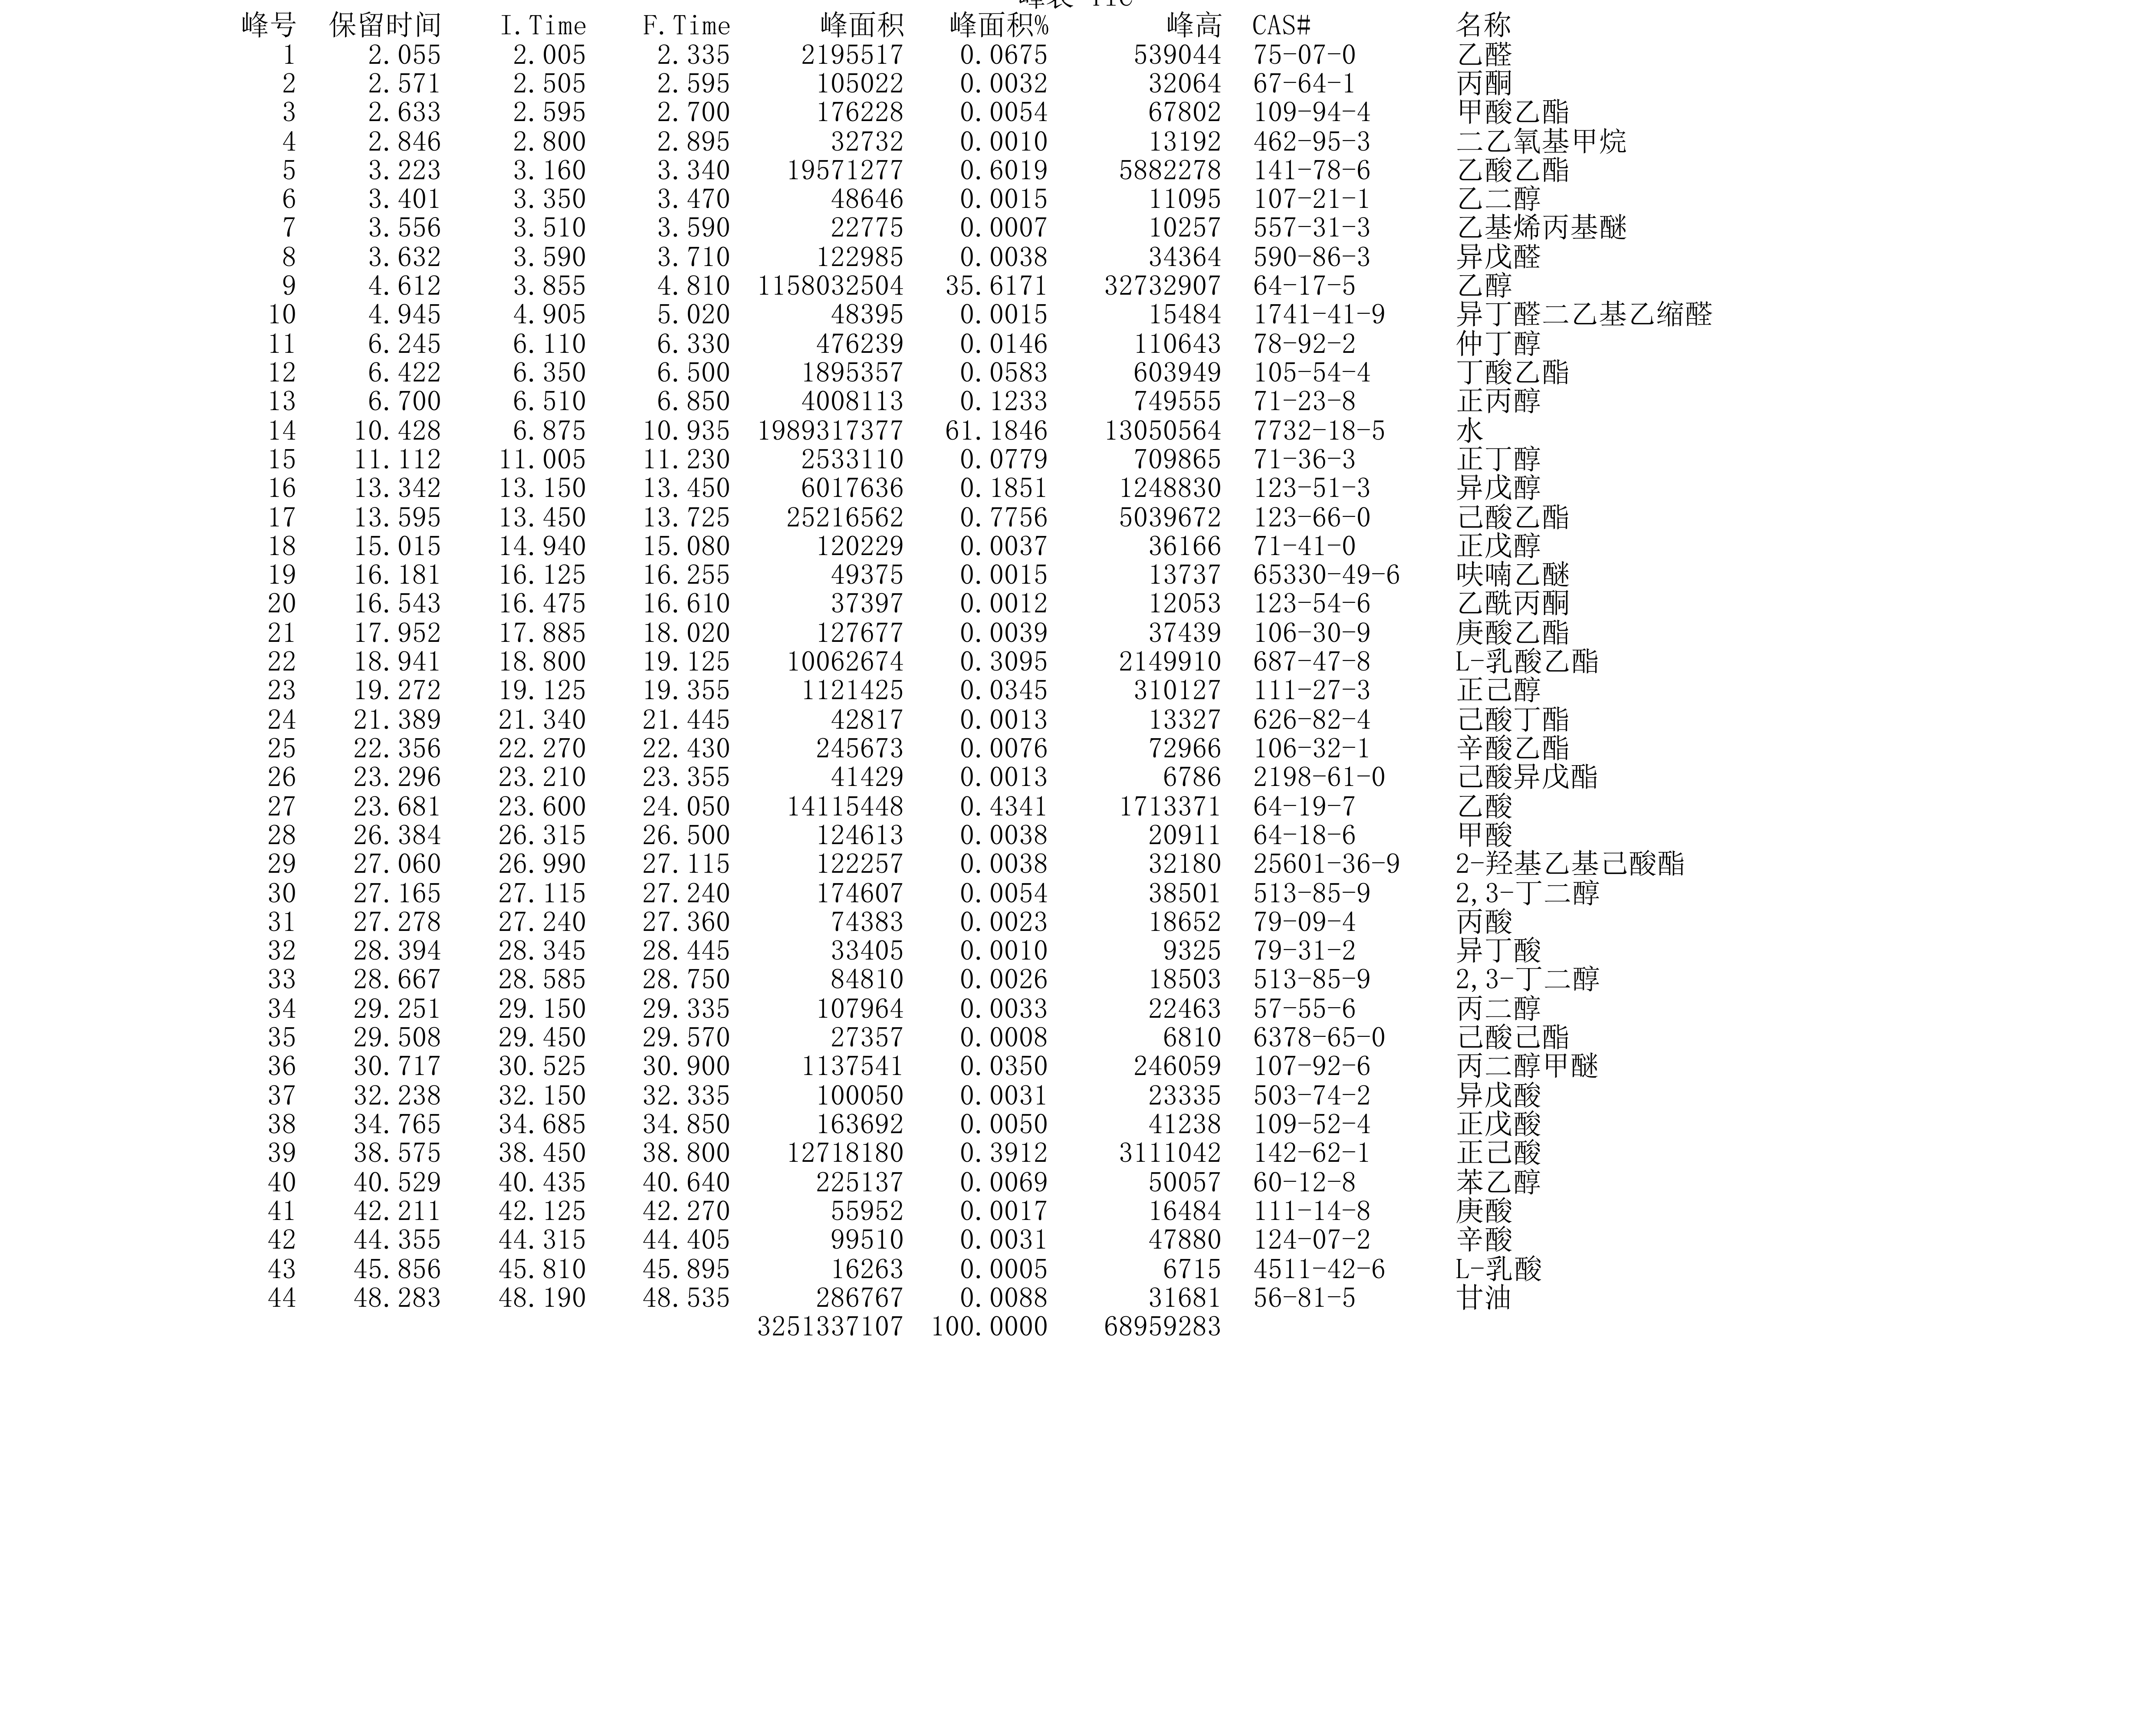 峰表 TIC
峰号 保留时间 I.Time F.Time 峰面积 峰面积% 峰高 CAS# 名称
1 2.055 2.005 2.335 2195517 0.0675 539044 75-07-0 乙醛
2 2.571 2.505 2.595 105022 0.0032 32064 67-64-1 丙酮
3 2.633 2.595 2.700 176228 0.0054 67802 109-94-4 甲酸乙酯
4 2.846 2.800 2.895 32732 0.0010 13192 462-95-3 二乙氧基甲烷
5 3.223 3.160 3.340 19571277 0.6019 5882278 141-78-6 乙酸乙酯
6 3.401 3.350 3.470 48646 0.0015 11095 107-21-1 乙二醇
7 3.556 3.510 3.590 22775 0.0007 10257 557-31-3 乙基烯丙基醚
8 3.632 3.590 3.710 122985 0.0038 34364 590-86-3 异戊醛
9 4.612 3.855 4.810 1158032504 35.6171 32732907 64-17-5 乙醇
10 4.945 4.905 5.020 48395 0.0015 15484 1741-41-9 异丁醛二乙基乙缩醛
11 6.245 6.110 6.330 476239 0.0146 110643 78-92-2 仲丁醇
12 6.422 6.350 6.500 1895357 0.0583 603949 105-54-4 丁酸乙酯
13 6.700 6.510 6.850 4008113 0.1233 749555 71-23-8 正丙醇
14 10.428 6.875 10.935 1989317377 61.1846 13050564 7732-18-5 水
15 11.112 11.005 11.230 2533110 0.0779 709865 71-36-3 正丁醇
16 13.342 13.150 13.450 6017636 0.1851 1248830 123-51-3 异戊醇
17 13.595 13.450 13.725 25216562 0.7756 5039672 123-66-0 己酸乙酯
18 15.015 14.940 15.080 120229 0.0037 36166 71-41-0 正戊醇
19 16.181 16.125 16.255 49375 0.0015 13737 65330-49-6 呋喃乙醚
20 16.543 16.475 16.610 37397 0.0012 12053 123-54-6 乙酰丙酮
21 17.952 17.885 18.020 127677 0.0039 37439 106-30-9 庚酸乙酯
22 18.941 18.800 19.125 10062674 0.3095 2149910 687-47-8 L-乳酸乙酯
23 19.272 19.125 19.355 1121425 0.0345 310127 111-27-3 正己醇
24 21.389 21.340 21.445 42817 0.0013 13327 626-82-4 己酸丁酯
25 22.356 22.270 22.430 245673 0.0076 72966 106-32-1 辛酸乙酯
26 23.296 23.210 23.355 41429 0.0013 6786 2198-61-0 己酸异戊酯
27 23.681 23.600 24.050 14115448 0.4341 1713371 64-19-7 乙酸
28 26.384 26.315 26.500 124613 0.0038 20911 64-18-6 甲酸
29 27.060 26.990 27.115 122257 0.0038 32180 25601-36-9 2-羟基乙基己酸酯
30 27.165 27.115 27.240 174607 0.0054 38501 513-85-9 2,3-丁二醇
31 27.278 27.240 27.360 74383 0.0023 18652 79-09-4 丙酸
32 28.394 28.345 28.445 33405 0.0010 9325 79-31-2 异丁酸
33 28.667 28.585 28.750 84810 0.0026 18503 513-85-9 2,3-丁二醇
34 29.251 29.150 29.335 107964 0.0033 22463 57-55-6 丙二醇
35 29.508 29.450 29.570 27357 0.0008 6810 6378-65-0 己酸己酯
36 30.717 30.525 30.900 1137541 0.0350 246059 107-92-6 丙二醇甲醚
37 32.238 32.150 32.335 100050 0.0031 23335 503-74-2 异戊酸
38 34.765 34.685 34.850 163692 0.0050 41238 109-52-4 正戊酸
39 38.575 38.450 38.800 12718180 0.3912 3111042 142-62-1 正己酸
40 40.529 40.435 40.640 225137 0.0069 50057 60-12-8 苯乙醇
41 42.211 42.125 42.270 55952 0.0017 16484 111-14-8 庚酸
42 44.355 44.315 44.405 99510 0.0031 47880 124-07-2 辛酸
43 45.856 45.810 45.895 16263 0.0005 6715 4511-42-6 L-乳酸
44 48.283 48.190 48.535 286767 0.0088 31681 56-81-5 甘油
3251337107 100.0000 68959283